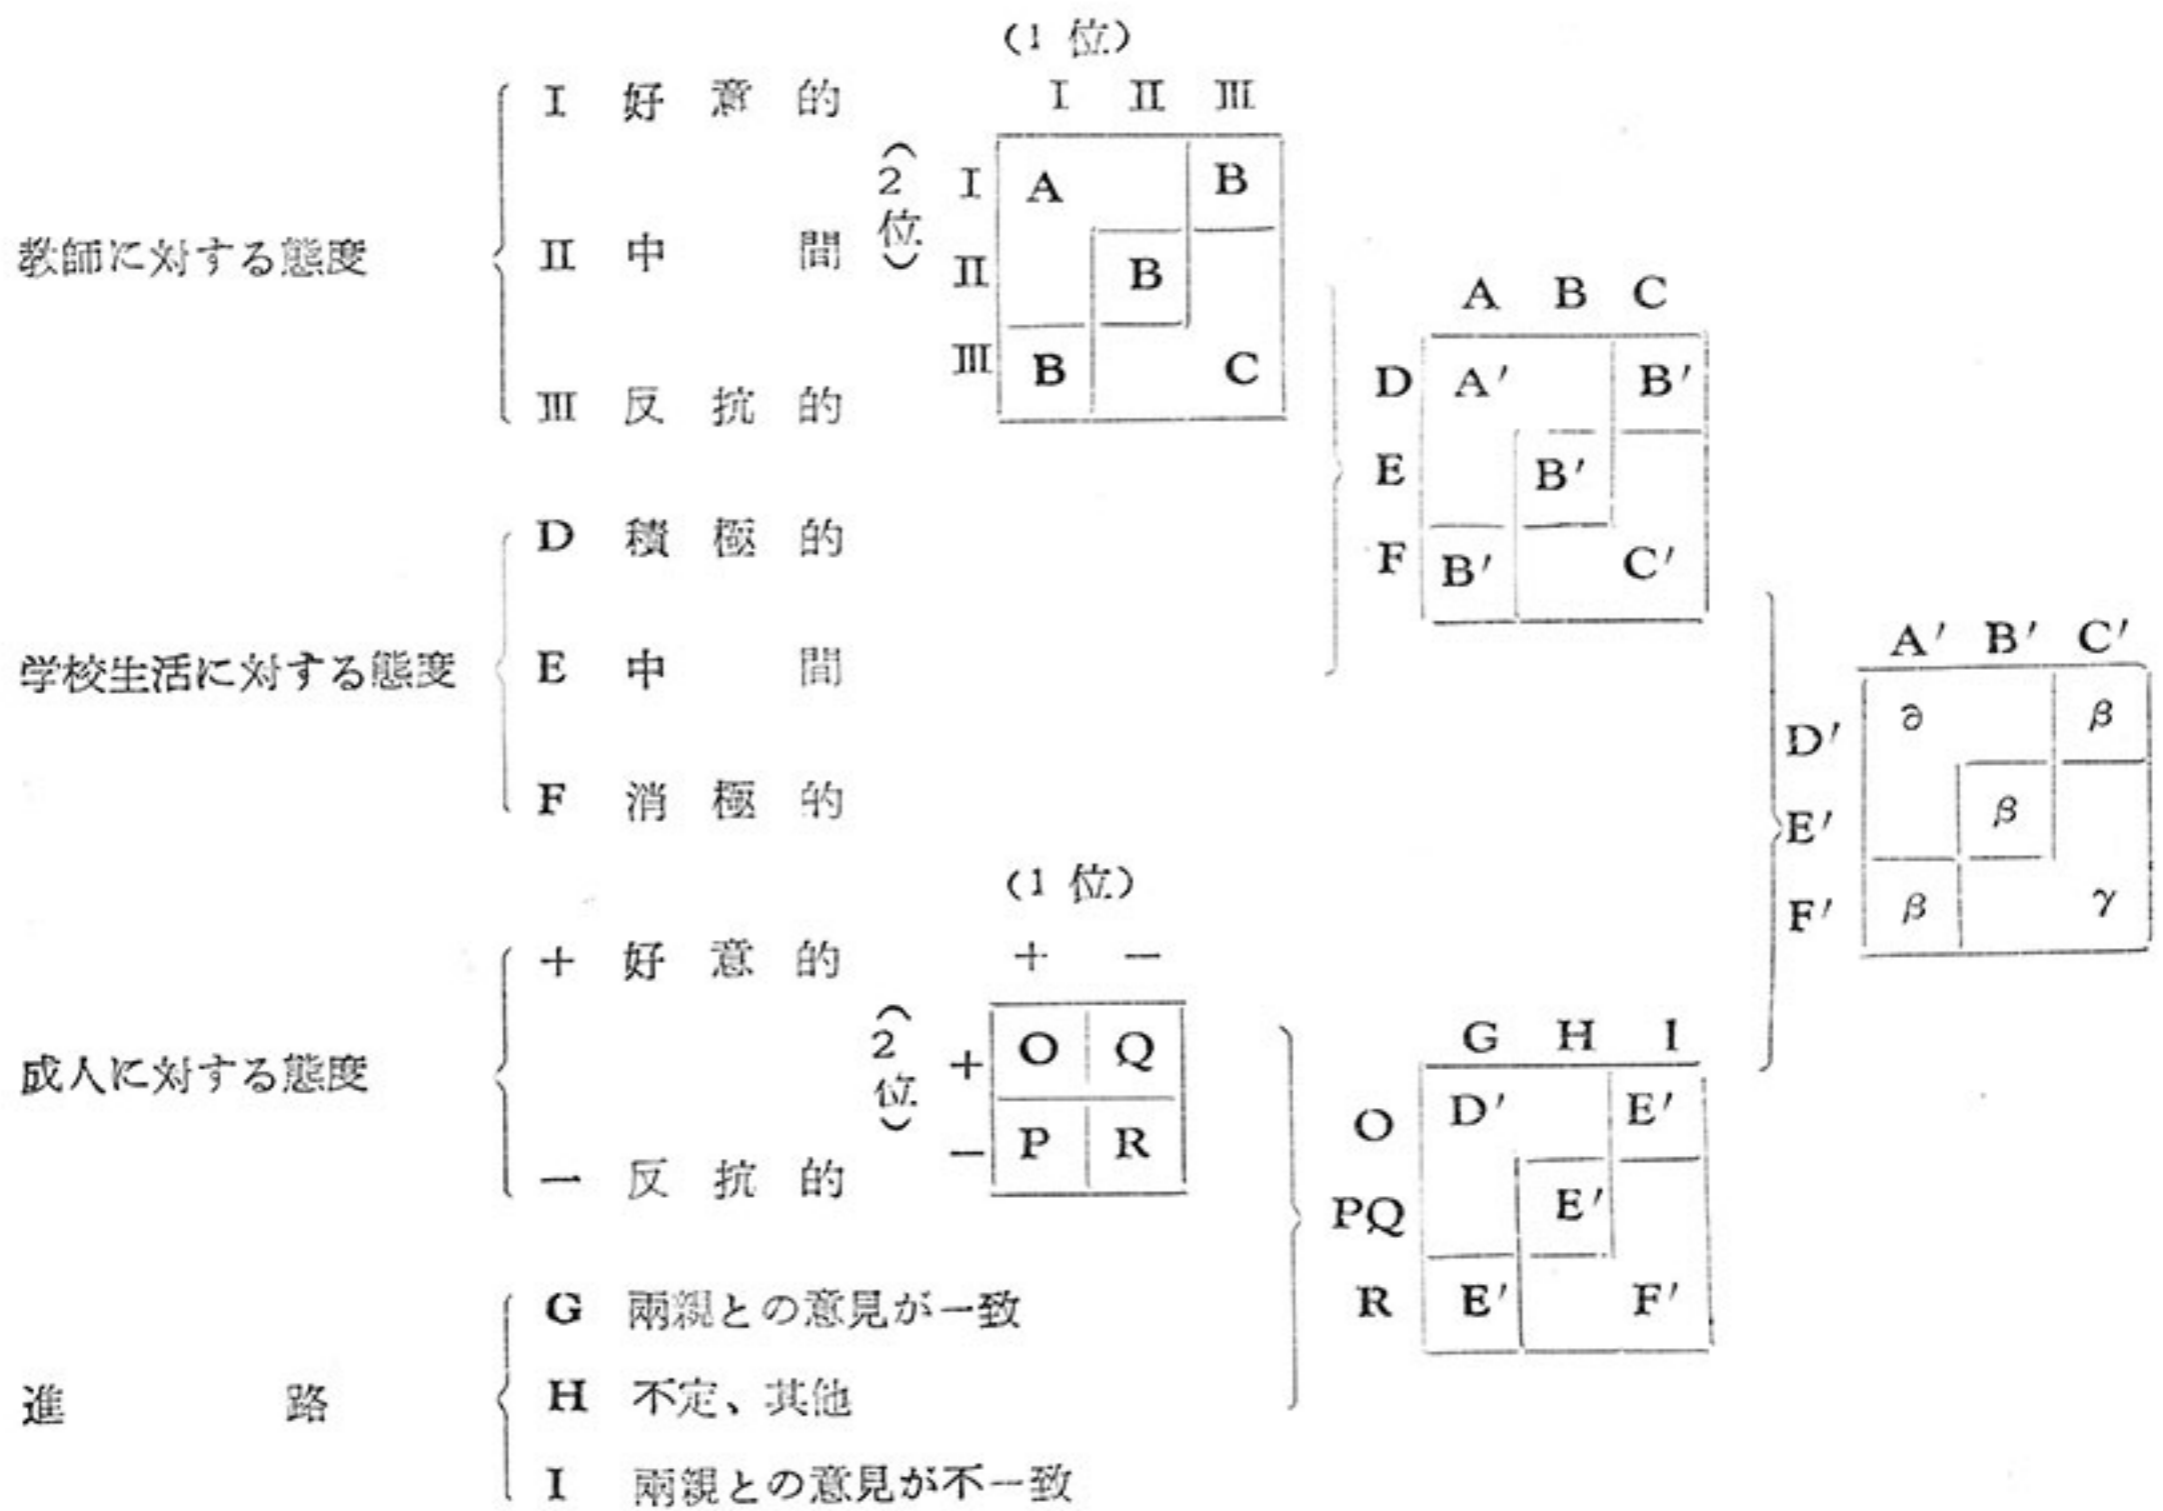 教師に対する態度
I 好意的
II 中間
III 反抗的
(1位)
I II III
(2位)
I A B
II B
III B C
学校生活に対する態度
D 積極的
E 中間
F 消極的
A B C
D A′ B′
E B′
F B′ C′
成人に対する態度
+ 好意的
− 反抗的
(1位)
+ −
(2位)
+ O Q
− P R
進路
G 兩親との意見が一致
H 不定、其他
I 兩親との意見が不一致
G H I
O D′ E′
PQ E′
R E′ F′
A′ B′ C′
D′ ∂ β
E′ β
F′ β γ